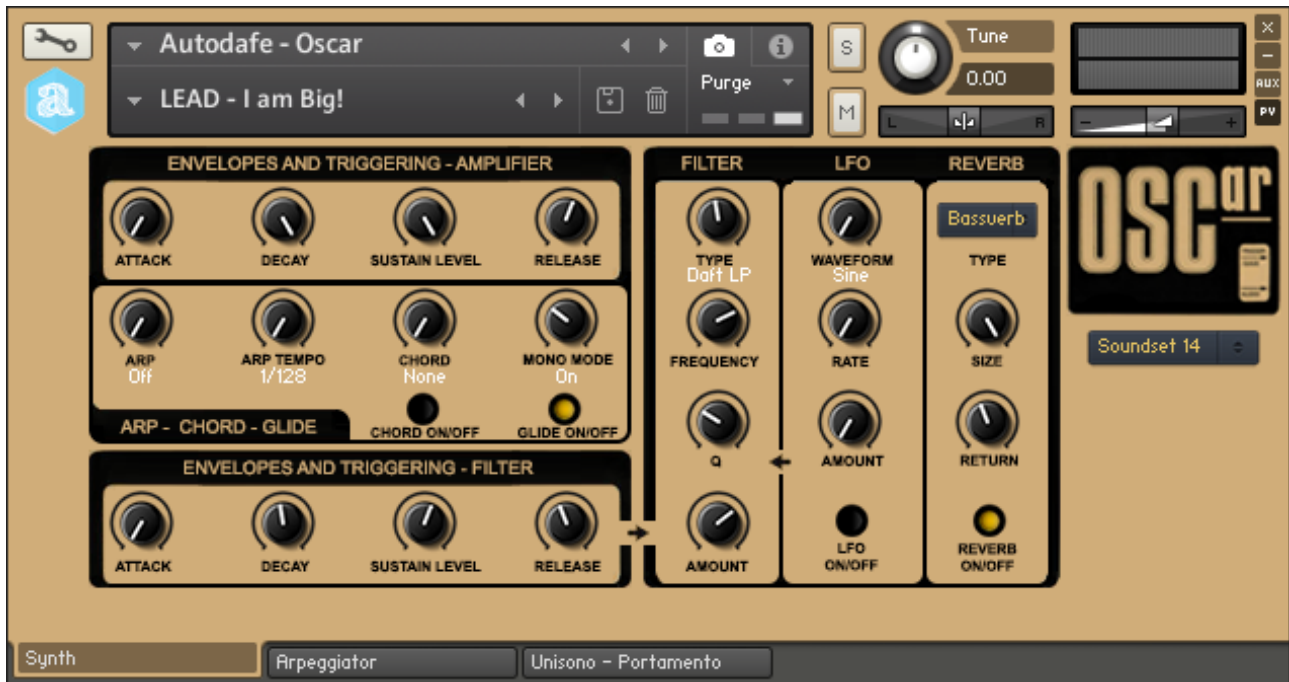 Autodafe - Oscar
LEAD - I am Big!
Purge
S
M
Tune
0.00
L
R
-
+
x
-
AUX
PV
ENVELOPES AND TRIGGERING - AMPLIFIER
ATTACK
DECAY
SUSTAIN LEVEL
RELEASE
ARP
Off
ARP TEMPO
1/128
CHORD
None
MONO MODE
On
ARP - CHORD - GLIDE
CHORD ON/OFF
GLIDE ON/OFF
ENVELOPES AND TRIGGERING - FILTER
ATTACK
DECAY
SUSTAIN LEVEL
RELEASE
FILTER
TYPE
Daft LP
FREQUENCY
Q
AMOUNT
LFO
WAVEFORM
Sine
RATE
AMOUNT
LFO
ON/OFF
REVERB
Bassverb
TYPE
SIZE
RETURN
REVERB
ON/OFF
OSCar
Soundset 14
Synth
Arpeggiator
Unisono - Portamento